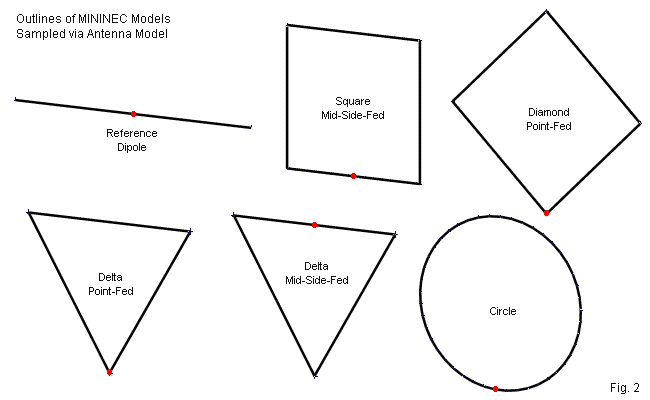 Outlines of MININEC Models
Sampled via Antenna Model
Reference
Dipole
Square
Mid-Side-Fed
Diamond
Point-Fed
Delta
Point-Fed
Delta
Mid-Side-Fed
Circle
Fig. 2